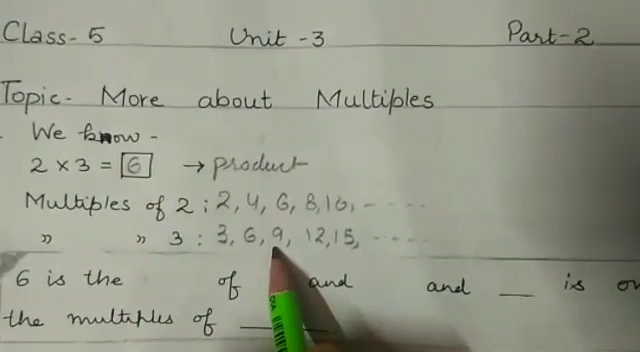 Class- 5 Unit -3 Part-2
Topic- More about Multiples
We know -
2 × 3 = 6 → product
Multiples of 2 : 2, 4, 6, 8, 10, - ....
" " 3 : 3, 6, 9, 12, 15, - ....
6 is the of and and __ is
the multiples of __